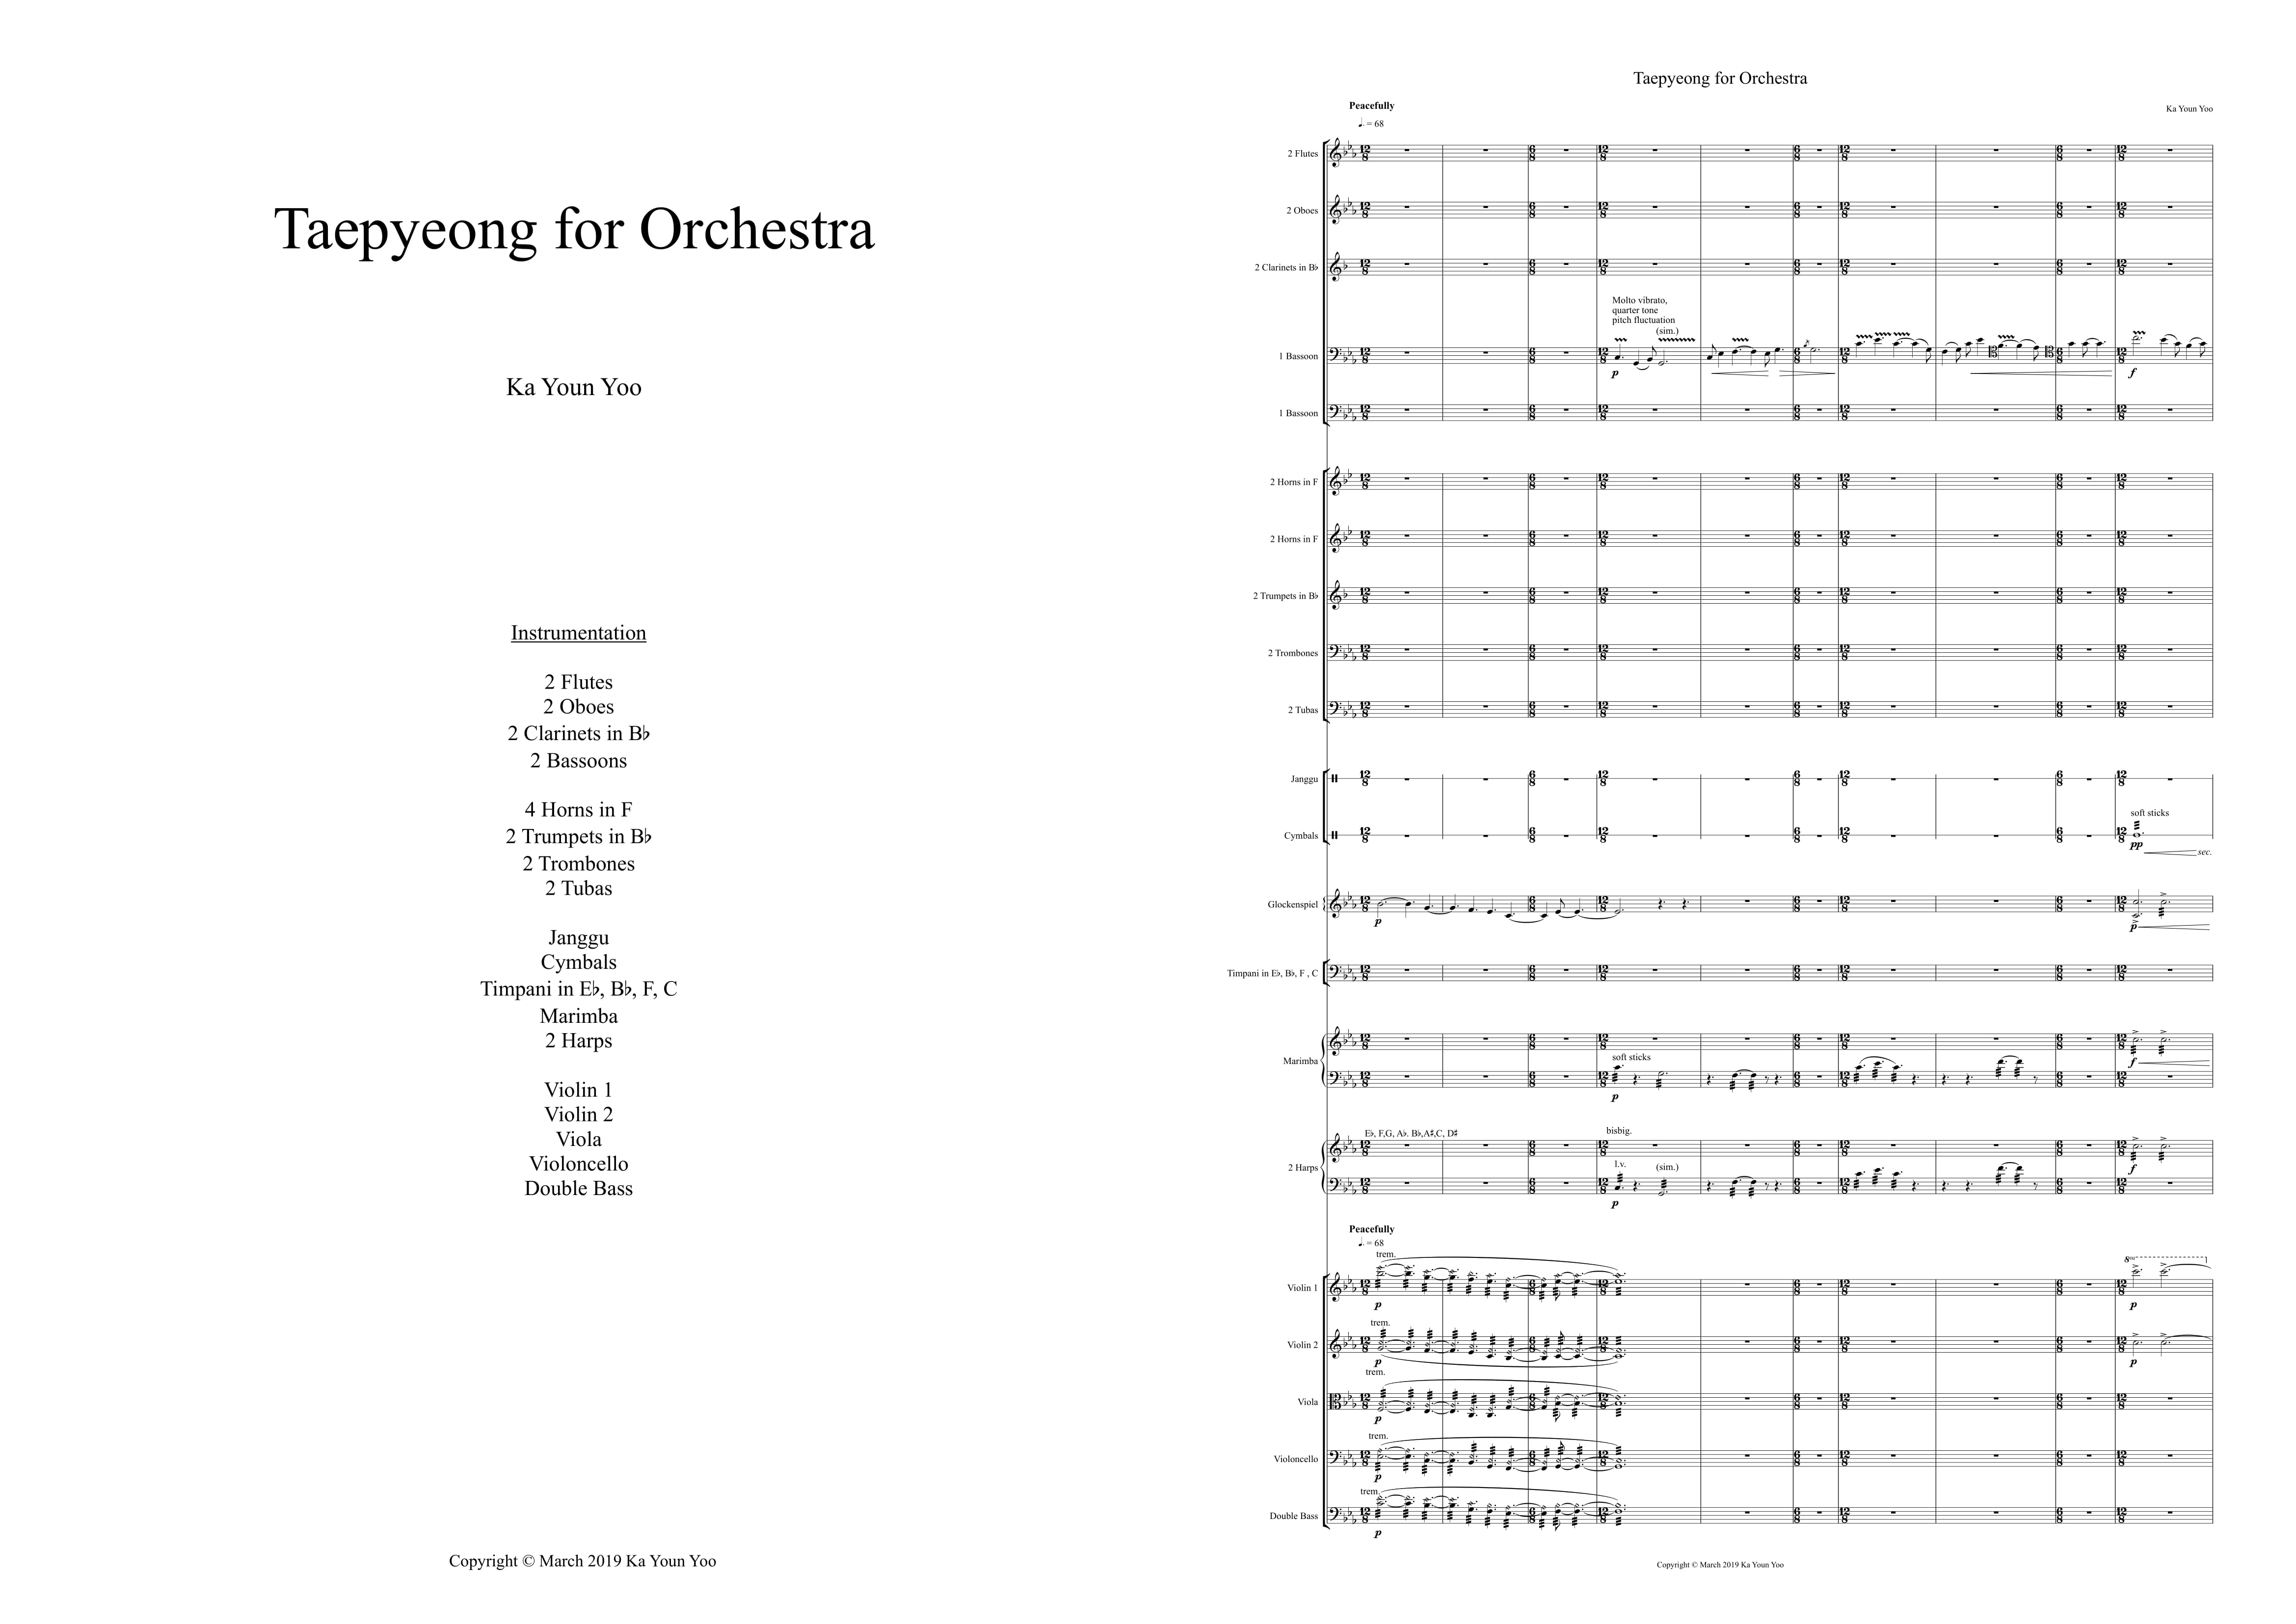 Taepyeong for Orchestra
Ka Youn Yoo
Instrumentation
2 Flutes
2 Oboes
2 Clarinets in B♭
2 Bassoons
4 Horns in F
2 Trumpets in B♭
2 Trombones
2 Tubas
Janggu
Cymbals
Timpani in E♭, B♭, F, C
Marimba
2 Harps
Violin 1
Violin 2
Viola
Violoncello
Double Bass
Copyright © March 2019 Ka Youn Yoo
Taepyeong for Orchestra
Ka Youn Yoo
Peacefully
♩. = 68
2 Flutes
2 Oboes
2 Clarinets in B♭
Molto vibrato,
quarter tone
pitch fluctuation
(sim.)
1 Bassoon
p
f
1 Bassoon
2 Horns in F
2 Horns in F
2 Trumpets in B♭
2 Trombones
2 Tubas
Janggu
soft sticks
Cymbals
pp
sec.
Glockenspiel
p
p
Timpani in E♭, B♭, F , C
Marimba
soft sticks
p
f
E♭, F,G, A♭. B♭,A♯,C, D♯
bisbig.
2 Harps
l.v.
(sim.)
p
f
Peacefully
♩. = 68
trem.
8va
Violin 1
p
p
trem.
Violin 2
p
p
trem.
Viola
p
trem.
Violoncello
p
trem.
Double Bass
p
Copyright © March 2019 Ka Youn Yoo